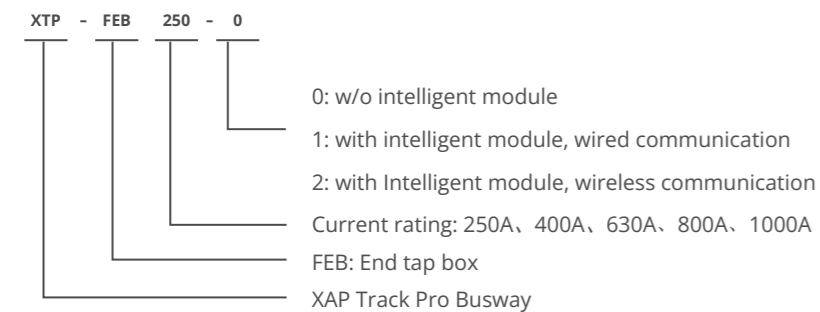 XTP – FEB 250 – 0
0: w/o intelligent module
1: with intelligent module, wired communication
2: with Intelligent module, wireless communication
Current rating: 250A、400A、630A、800A、1000A
FEB: End tap box
XAP Track Pro Busway